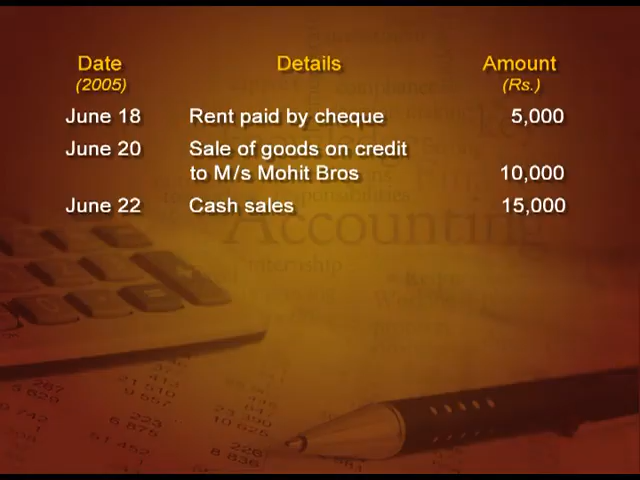 Date Details Amount
(2005) (Rs.)
June 18 Rent paid by cheque 5,000
June 20 Sale of goods on credit
to M/s Mohit Bros 10,000
June 22 Cash sales 15,000
Accounting
internship